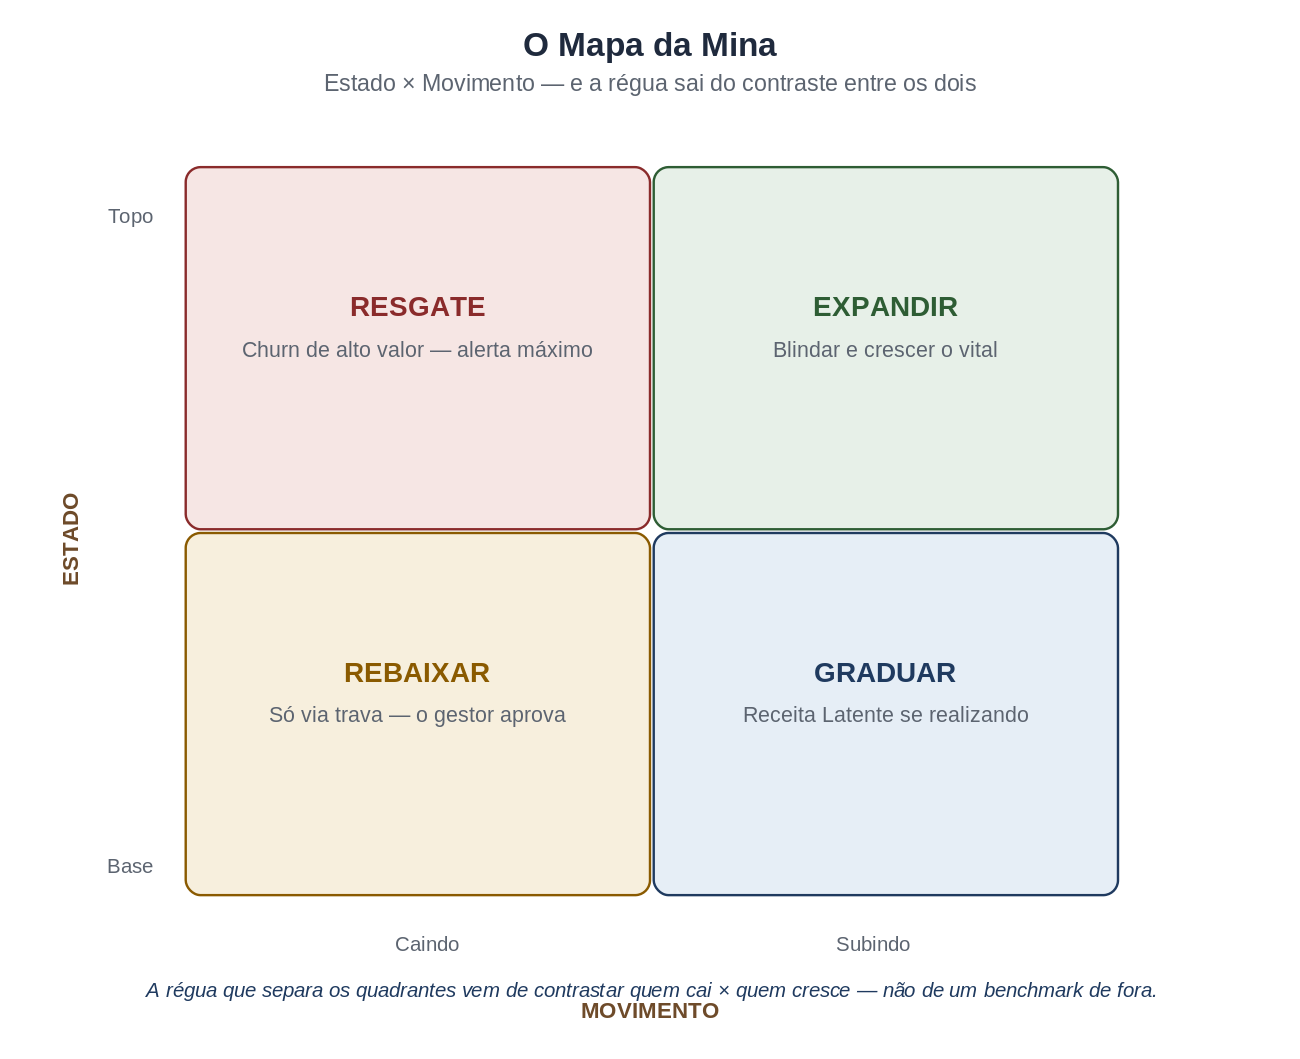 O Mapa da Mina
Estado × Movimento — e a régua sai do contraste entre os dois
Topo
RESGATE
Churn de alto valor — alerta máximo
EXPANDIR
Blindar e crescer o vital
ESTADO
REBAIXAR
Só via trava — o gestor aprova
GRADUAR
Receita Latente se realizando
Base
Caindo
Subindo
A régua que separa os quadrantes vem de contrastar quem cai × quem cresce — não de um benchmark de fora.
MOVIMENTO